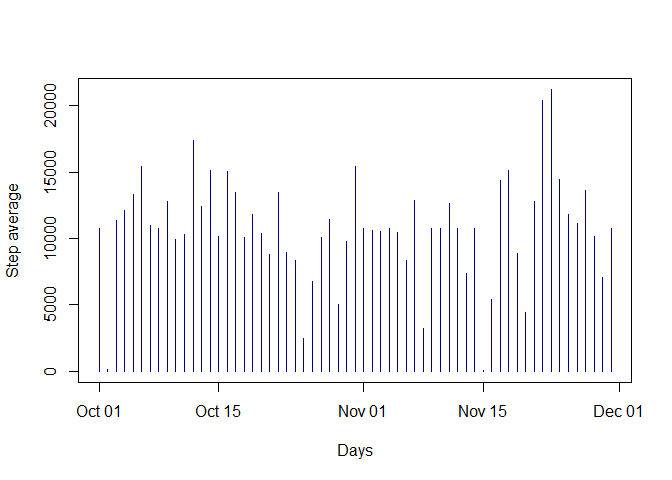 20000
15000
10000
5000
0
Step average
Oct 01
Oct 15
Nov 01
Nov 15
Dec 01
Days